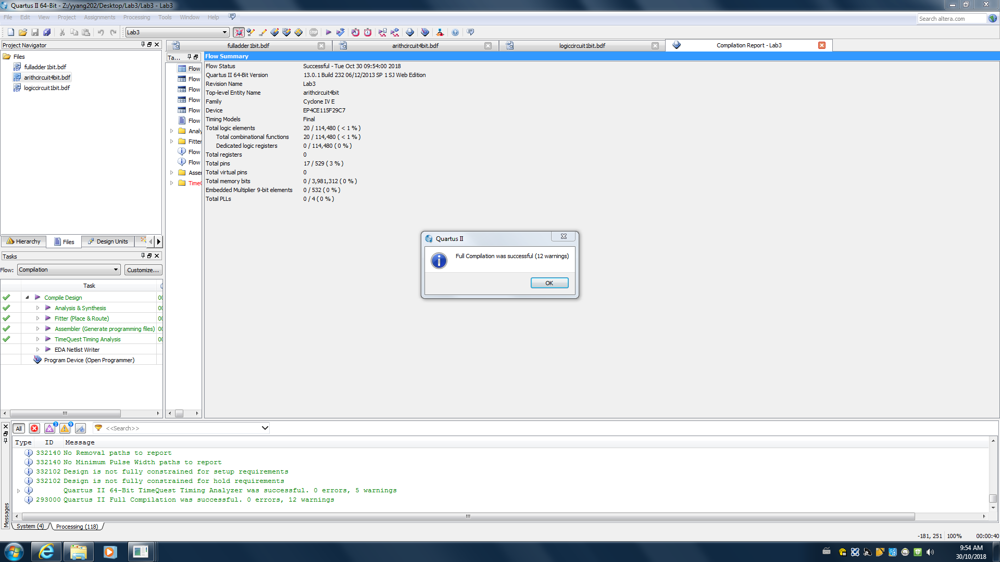 Quartus II 64-Bit - Z:/yyang202/Desktop/Lab3/Lab3 - Lab3
File Edit View Project Assignments Processing Tools Window Help
Search altera.com
Lab3
STOP
Project Navigator
Files
fulladder1bit.bdf
arithcircuit4bit.bdf
logiccircuit1bit.bdf
Hierarchy Files Design Units
Tasks
Flow: Compilation Customize...
Task
Compile Design 00
Analysis & Synthesis 00
Fitter (Place & Route) 00
Assembler (Generate programming files) 00
TimeQuest Timing Analysis 00
EDA Netlist Writer
Program Device (Open Programmer)
fulladder1bit.bdf arithcircuit4bit.bdf logiccircuit1bit.bdf Compilation Report - Lab3
Ta...
Flow
Flow
Flow
Flow
Flow
Flow
Analy
Fitter
Flow
Flow
Asse
TimeQ
Flow Summary
Flow Status Successful - Tue Oct 30 09:54:00 2018
Quartus II 64-Bit Version 13.0.1 Build 232 06/12/2013 SP 1 SJ Web Edition
Revision Name Lab3
Top-level Entity Name arithcircuit4bit
Family Cyclone IV E
Device EP4CE115F29C7
Timing Models Final
Total logic elements 20 / 114,480 ( < 1 % )
Total combinational functions 20 / 114,480 ( < 1 % )
Dedicated logic registers 0 / 114,480 ( 0 % )
Total registers 0
Total pins 17 / 529 ( 3 % )
Total virtual pins 0
Total memory bits 0 / 3,981,312 ( 0 % )
Embedded Multiplier 9-bit elements 0 / 532 ( 0 % )
Total PLLs 0 / 4 ( 0 % )
Quartus II
Full Compilation was successful (12 warnings)
OK
All 3 9 <<Search>>
Type ID Message
332140 No Removal paths to report
332140 No Minimum Pulse Width paths to report
332102 Design is not fully constrained for setup requirements
332102 Design is not fully constrained for hold requirements
Quartus II 64-Bit TimeQuest Timing Analyzer was successful. 0 errors, 5 warnings
293000 Quartus II Full Compilation was successful. 0 errors, 12 warnings
Messages
System (4) Processing (118)
-181, 251 100% 00:00:40
9:54 AM
30/10/2018